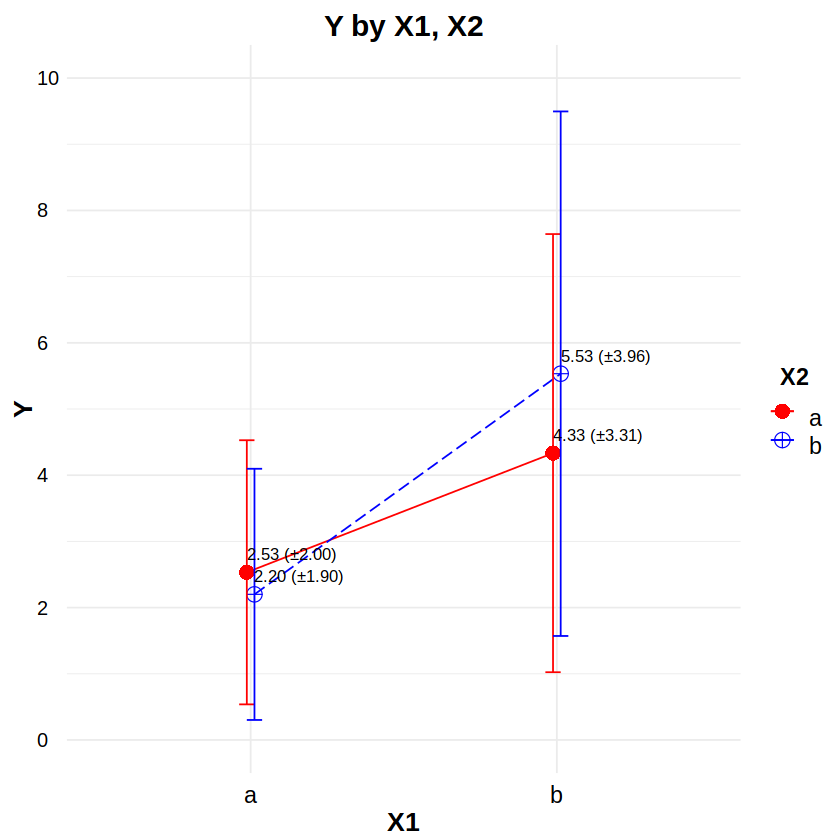 Y by X1, X2
10
8
6
4
2
0
Y
5.53 (±3.96)
4.33 (±3.31)
2.53 (±2.00)
2.20 (±1.90)
a
b
X1
X2
a
b